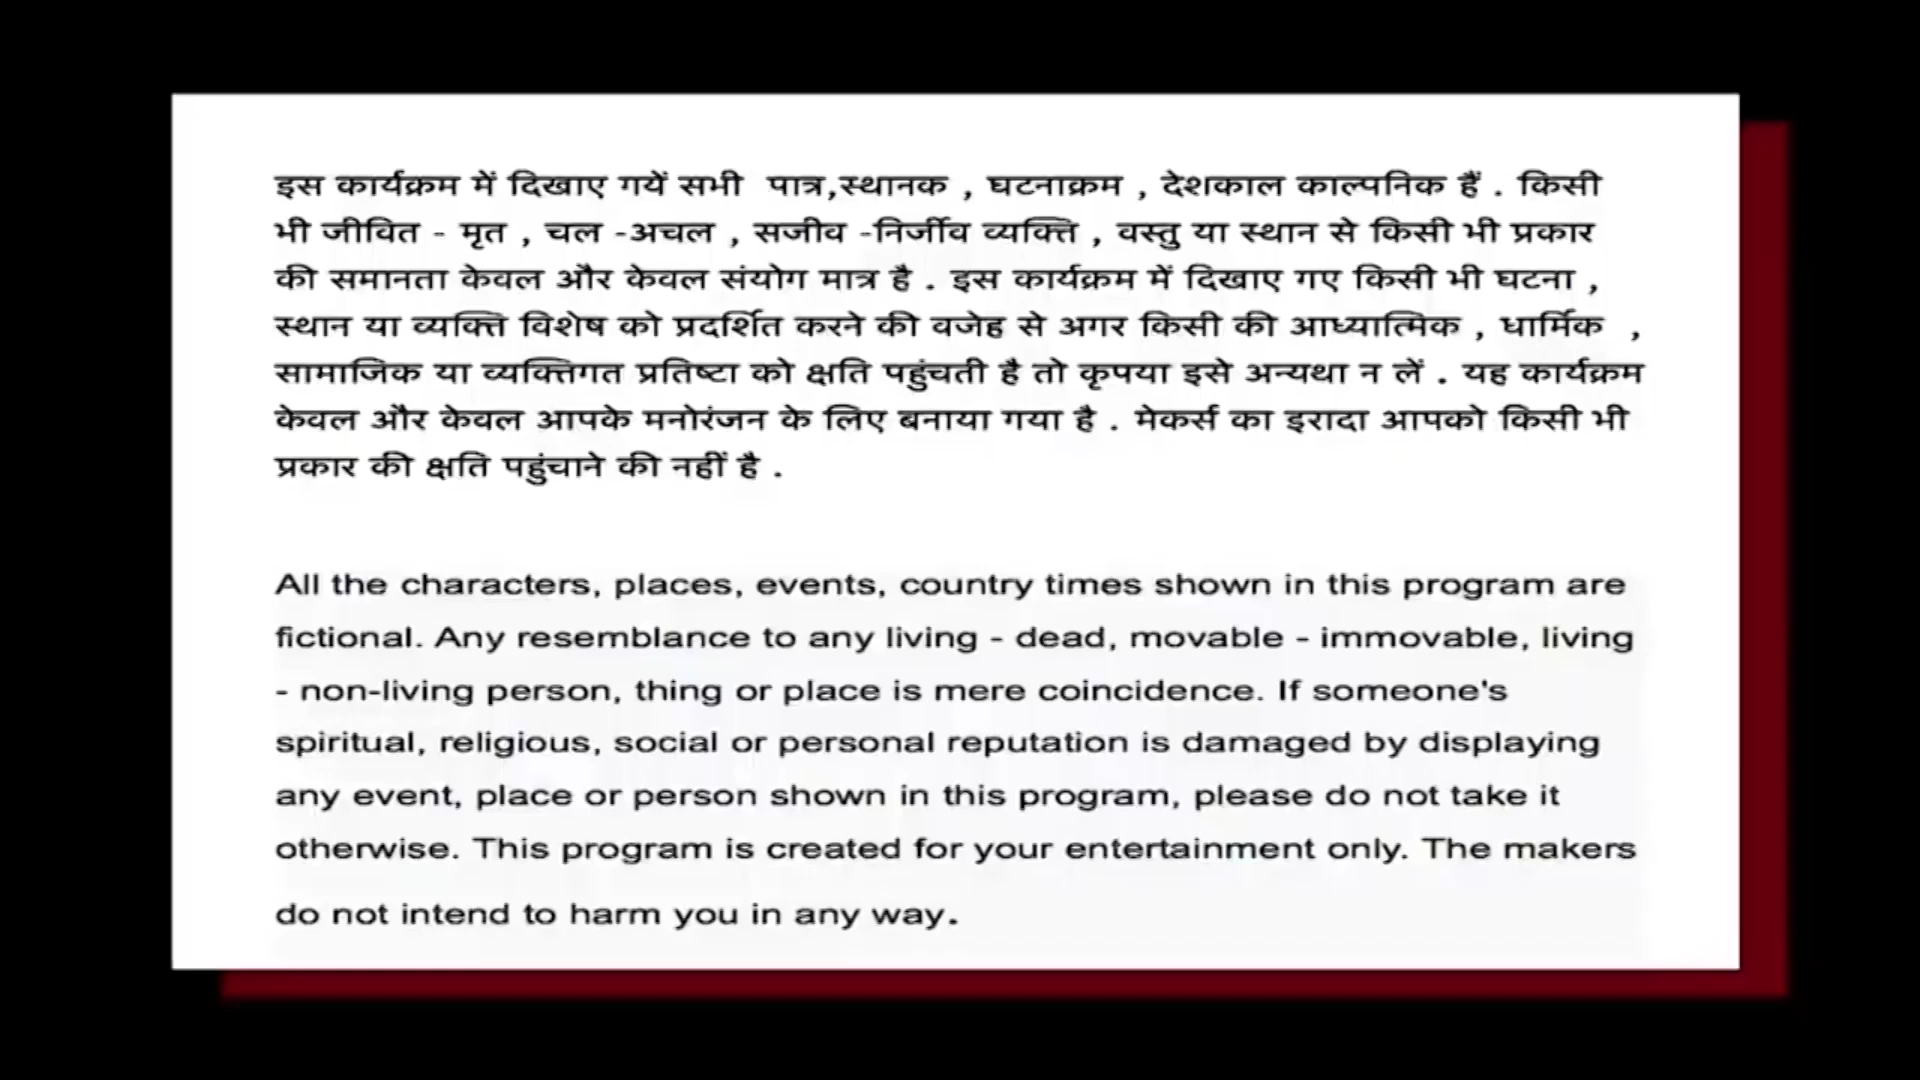 इस कार्यक्रम में दिखाए गयें सभी पात्र,स्थानक , घटनाक्रम , देशकाल काल्पनिक हैं . किसी
भी जीवित - मृत , चल -अचल , सजीव -निर्जीव व्यक्ति , वस्तु या स्थान से किसी भी प्रकार
की समानता केवल और केवल संयोग मात्र है . इस कार्यक्रम में दिखाए गए किसी भी घटना ,
स्थान या व्यक्ति विशेष को प्रदर्शित करने की वजेह से अगर किसी की आध्यात्मिक , धार्मिक ,
सामाजिक या व्यक्तिगत प्रतिष्टा को क्षति पहुंचती है तो कृपया इसे अन्यथा न लें . यह कार्यक्रम
केवल और केवल आपके मनोरंजन के लिए बनाया गया है . मेकर्स का इरादा आपको किसी भी
प्रकार की क्षति पहुंचाने की नहीं है .
All the characters, places, events, country times shown in this program are
fictional. Any resemblance to any living - dead, movable - immovable, living
- non-living person, thing or place is mere coincidence. If someone's
spiritual, religious, social or personal reputation is damaged by displaying
any event, place or person shown in this program, please do not take it
otherwise. This program is created for your entertainment only. The makers
do not intend to harm you in any way.